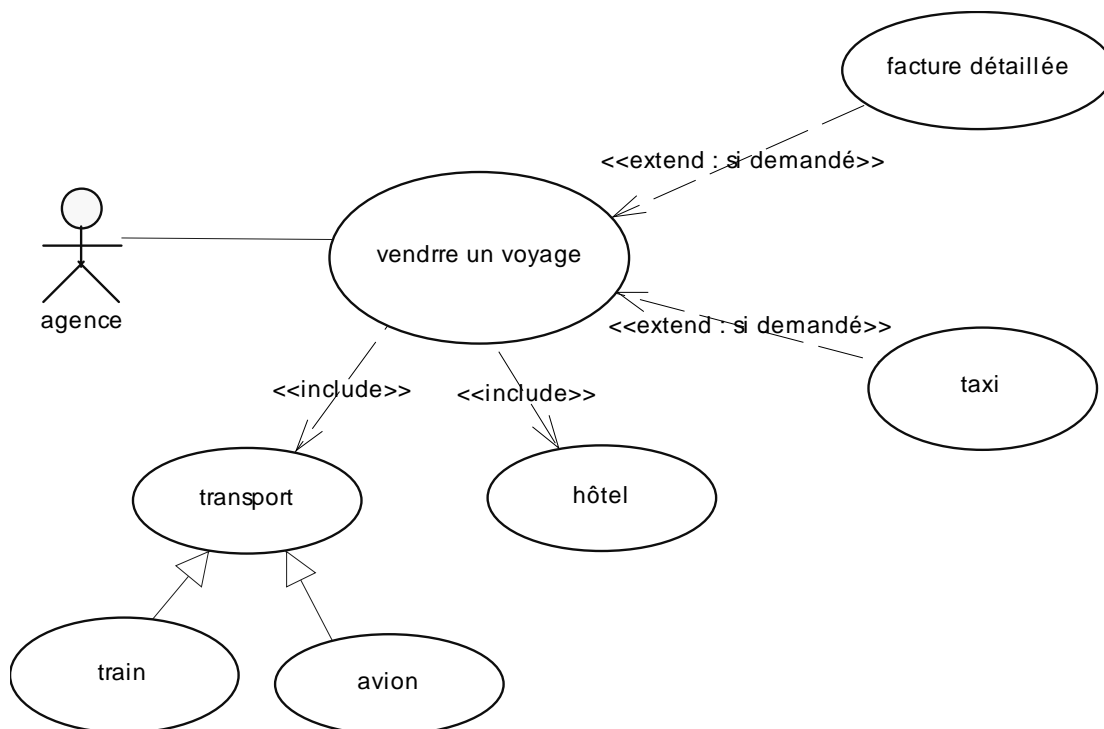 facture détaillée
<<extend : si demandé>>
vendrre un voyage
agence
<<extend : si demandé>>
taxi
<<include>>
<<include>>
transport
hôtel
train
avion